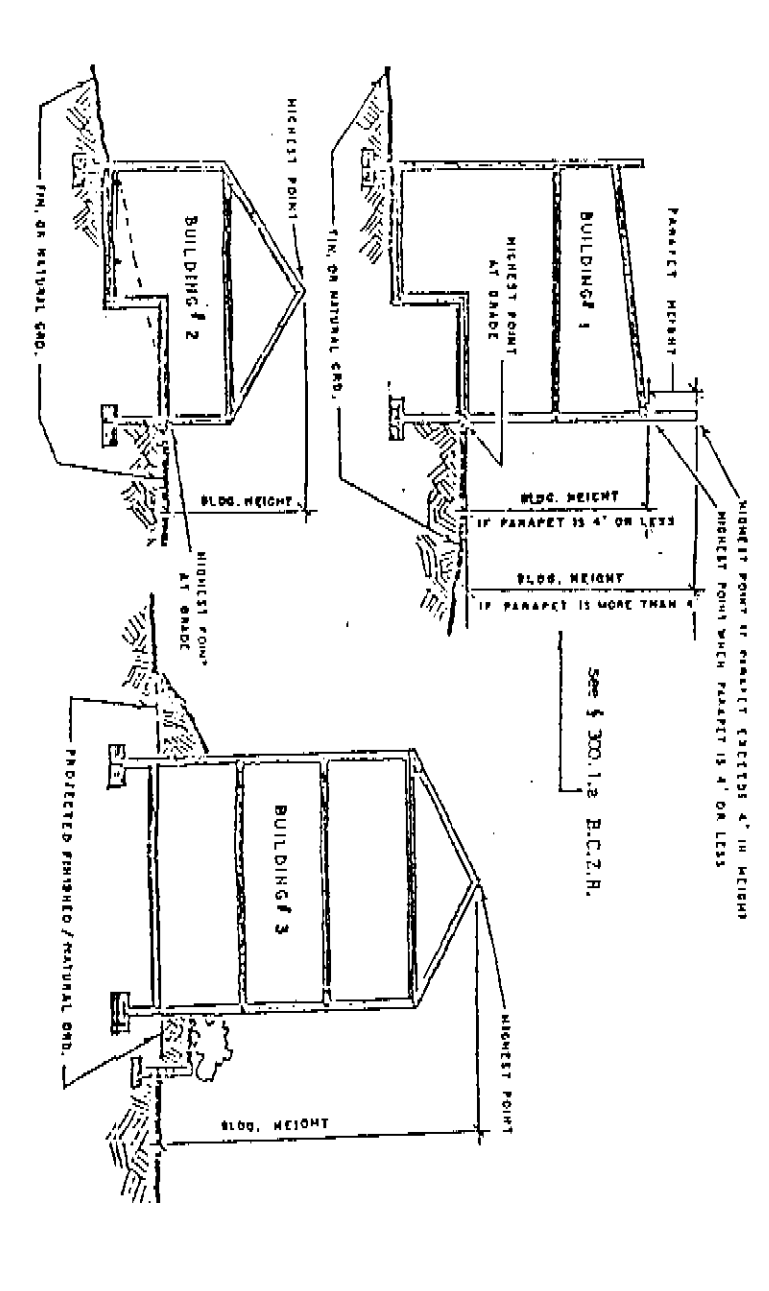 HIGHEST POINT IF PARAPET EXCEEDS 4' IN HEIGHT
HIGHEST POINT WHEN PARAPET IS 4' OR LESS
PARAPET HEIGHT
BUILDING # 1
HIGHEST POINT
AT GRADE
FIN. OR NATURAL GRD.
BLDG. HEIGHT
IF PARAPET IS 4' OR LESS
BLDG. HEIGHT
IF PARAPET IS MORE THAN 4'
see § 300.1.a B.C.Z.R.
HIGHEST POINT
BUILDING # 2
FIN. OR NATURAL GRD.
BLDG. HEIGHT
HIGHEST POINT
AT GRADE
HIGHEST POINT
BUILDING # 3
PROJECTED FINISHED / NATURAL GRD.
BLDG. HEIGHT